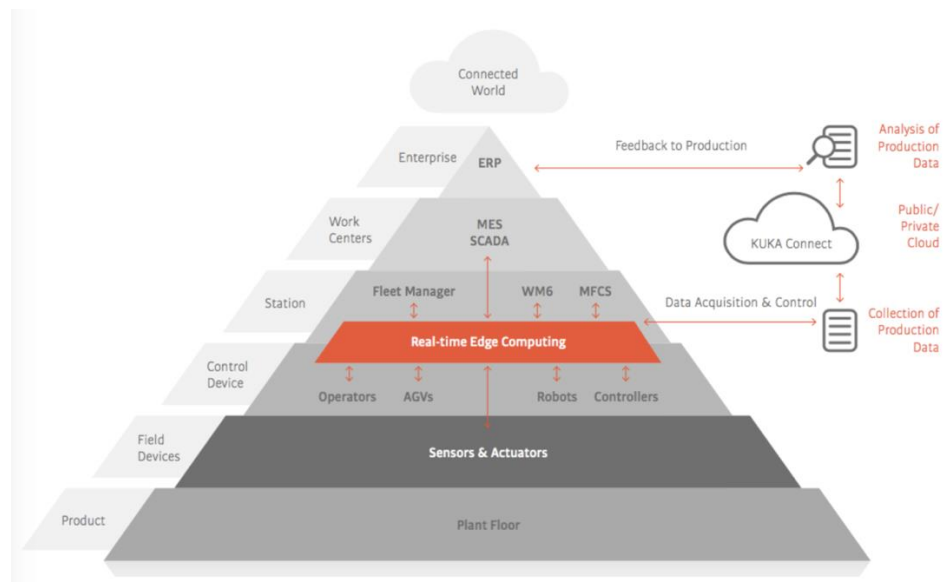 Connected
World
Enterprise
ERP
Feedback to Production
Analysis of
Production
Data
Work
Centers
MES
SCADA
KUKA Connect
Public/
Private
Cloud
Station
Fleet Manager
WM6
MFCS
Data Acquisition & Control
Collection of
Production
Data
Real-time Edge Computing
Control
Device
Operators
AGVs
Robots
Controllers
Field
Devices
Sensors & Actuators
Product
Plant Floor